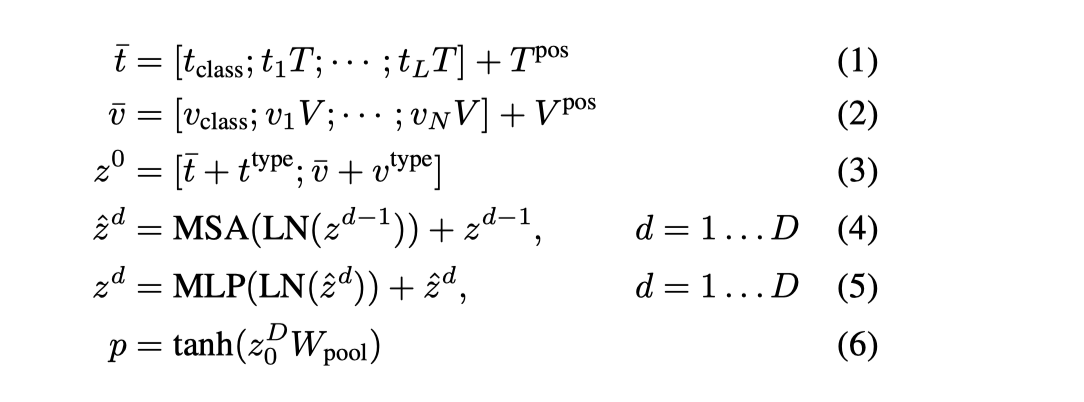 t̄ = [t_class; t_1T; ⋯ ; t_LT] + T^pos (1)
v̄ = [v_class; v_1V; ⋯ ; v_NV] + V^pos (2)
z^0 = [t̄ + t^type; v̄ + v^type] (3)
ẑ^d = MSA(LN(z^{d−1})) + z^{d−1}, d = 1 … D (4)
z^d = MLP(LN(ẑ^d)) + ẑ^d, d = 1 … D (5)
p = tanh(z_0^D W_pool) (6)